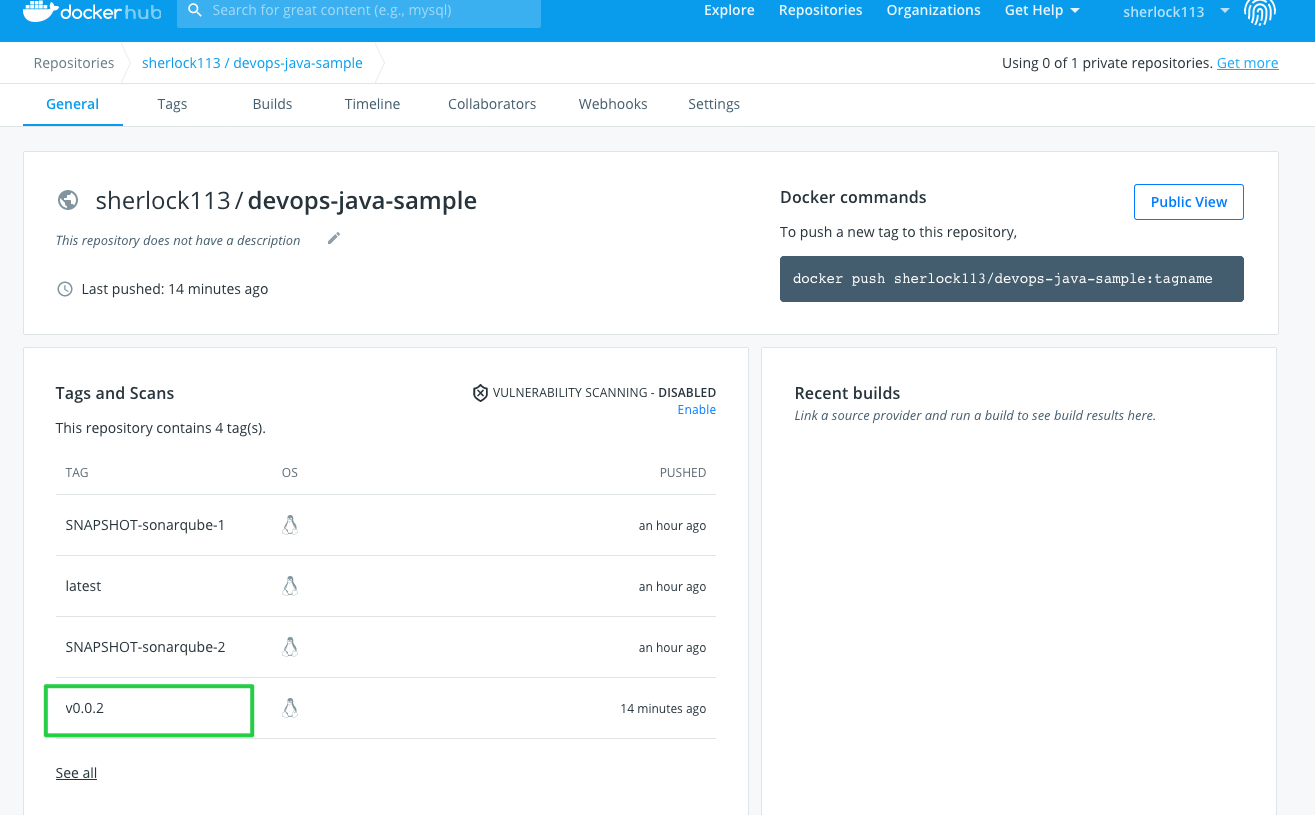 dockerhub
Search for great content (e.g., mysql)
Explore Repositories Organizations Get Help sherlock113
Repositories sherlock113 / devops-java-sample Using 0 of 1 private repositories. Get more
General Tags Builds Timeline Collaborators Webhooks Settings
sherlock113 / devops-java-sample
This repository does not have a description
Last pushed: 14 minutes ago
Docker commands
Public View
To push a new tag to this repository,
docker push sherlock113/devops-java-sample:tagname
Tags and Scans
VULNERABILITY SCANNING - DISABLED
Enable
This repository contains 4 tag(s).
TAG OS PUSHED
SNAPSHOT-sonarqube-1 an hour ago
latest an hour ago
SNAPSHOT-sonarqube-2 an hour ago
v0.0.2 14 minutes ago
See all
Recent builds
Link a source provider and run a build to see build results here.